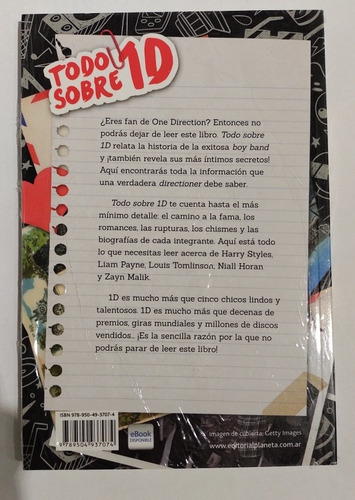 TODO
SOBRE 1D
¿Eres fan de One Direction? Entonces no
podrás dejar de leer este libro. Todo sobre
1D relata la historia de la exitosa boy band
y ¡también revela sus más íntimos secretos!
Aquí encontrarás toda la información que
una verdadera directioner debe saber.
Todo sobre 1D te cuenta hasta el más
mínimo detalle: el camino a la fama, los
romances, las rupturas, los chismes y las
biografías de cada integrante. Aquí está todo
lo que necesitas leer acerca de Harry Styles,
Liam Payne, Louis Tomlinson, Niall Horan
y Zayn Malik.
1D es mucho más que cinco chicos lindos y
talentosos. 1D es mucho más que decenas de
premios, giras mundiales y millones de discos
vendidos... ¡Es la sencilla razón por la que no
podrás parar de leer este libro!
ISBN 978-950-49-3707-4
9 789504 937074
eBook
DISPONIBLE
Imagen de cubierta: Getty Images
www.editorialplaneta.com.ar